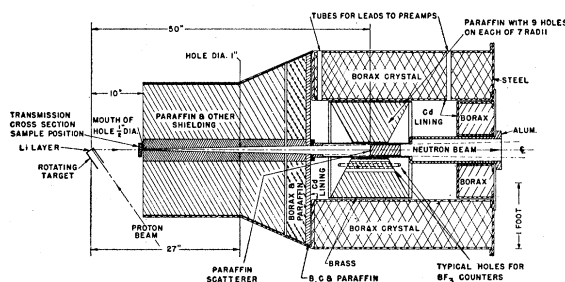 50"
TUBES FOR LEADS TO PREAMPS
PARAFFIN WITH 9 HOLES
ON EACH OF 7 RADII
HOLE DIA. 1"
10"
BORAX CRYSTAL
STEEL
Cd
LINING
TRANSMISSION
CROSS SECTION
SAMPLE POSITION
MOUTH OF
HOLE ¼" DIA.
PARAFFIN & OTHER
SHIELDING
BORAX
ALUM.
Li LAYER
NEUTRON BEAM
ROTATING
TARGET
BORAX &
PARAFFIN
Cd
LINING
BORAX
1 FOOT
PROTON
BEAM
BORAX CRYSTAL
27"
BRASS
PARAFFIN
SCATTERER
B₄C & PARAFFIN
TYPICAL HOLES FOR
BF₃ COUNTERS